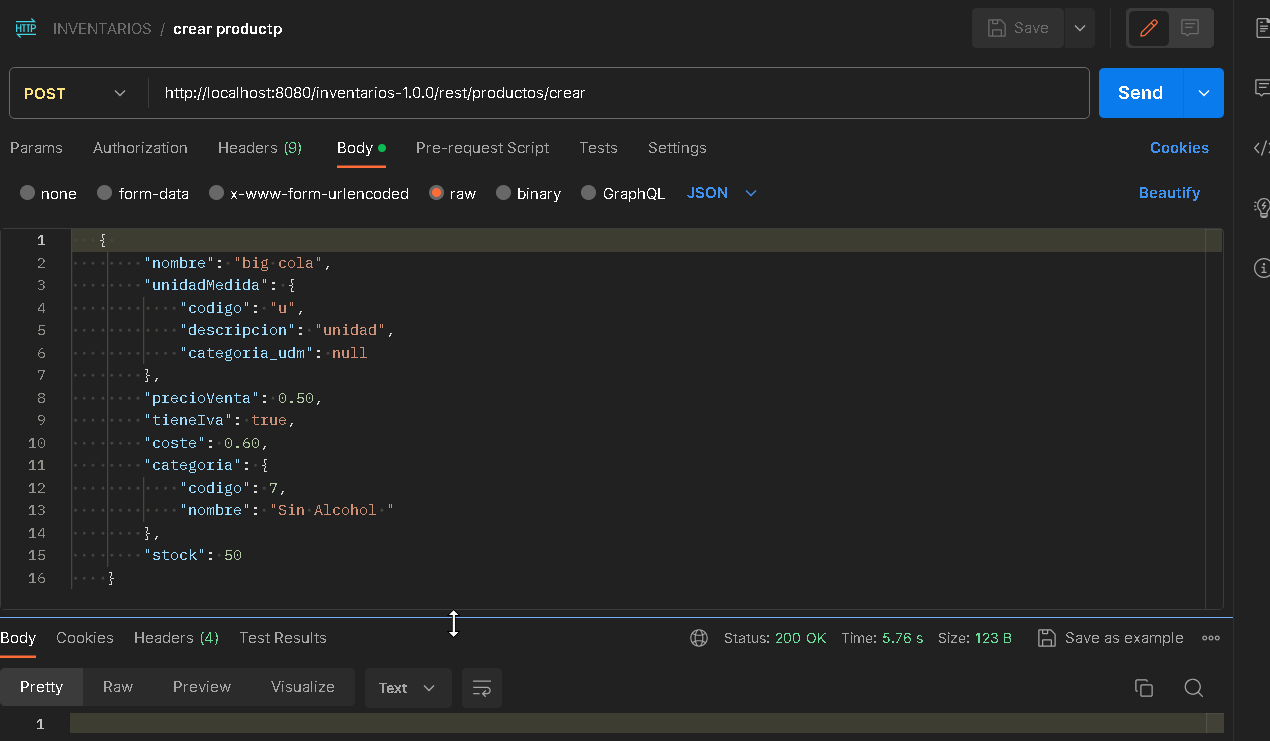 HTTP INVENTARIOS / crear productp Save
POST http://localhost:8080/inventarios-1.0.0/rest/productos/crear Send
Params Authorization Headers (9) Body Pre-request Script Tests Settings Cookies
none form-data x-www-form-urlencoded raw binary GraphQL JSON Beautify
1 {
2 "nombre": "big cola",
3 "unidadMedida": {
4 "codigo": "u",
5 "descripcion": "unidad",
6 "categoria_udm": null
7 },
8 "precioVenta": 0.50,
9 "tieneIva": true,
10 "coste": 0.60,
11 "categoria": {
12 "codigo": 7,
13 "nombre": "Sin Alcohol "
14 },
15 "stock": 50
16 }
Body Cookies Headers (4) Test Results Status: 200 OK Time: 5.76 s Size: 123 B Save as example
Pretty Raw Preview Visualize Text
1